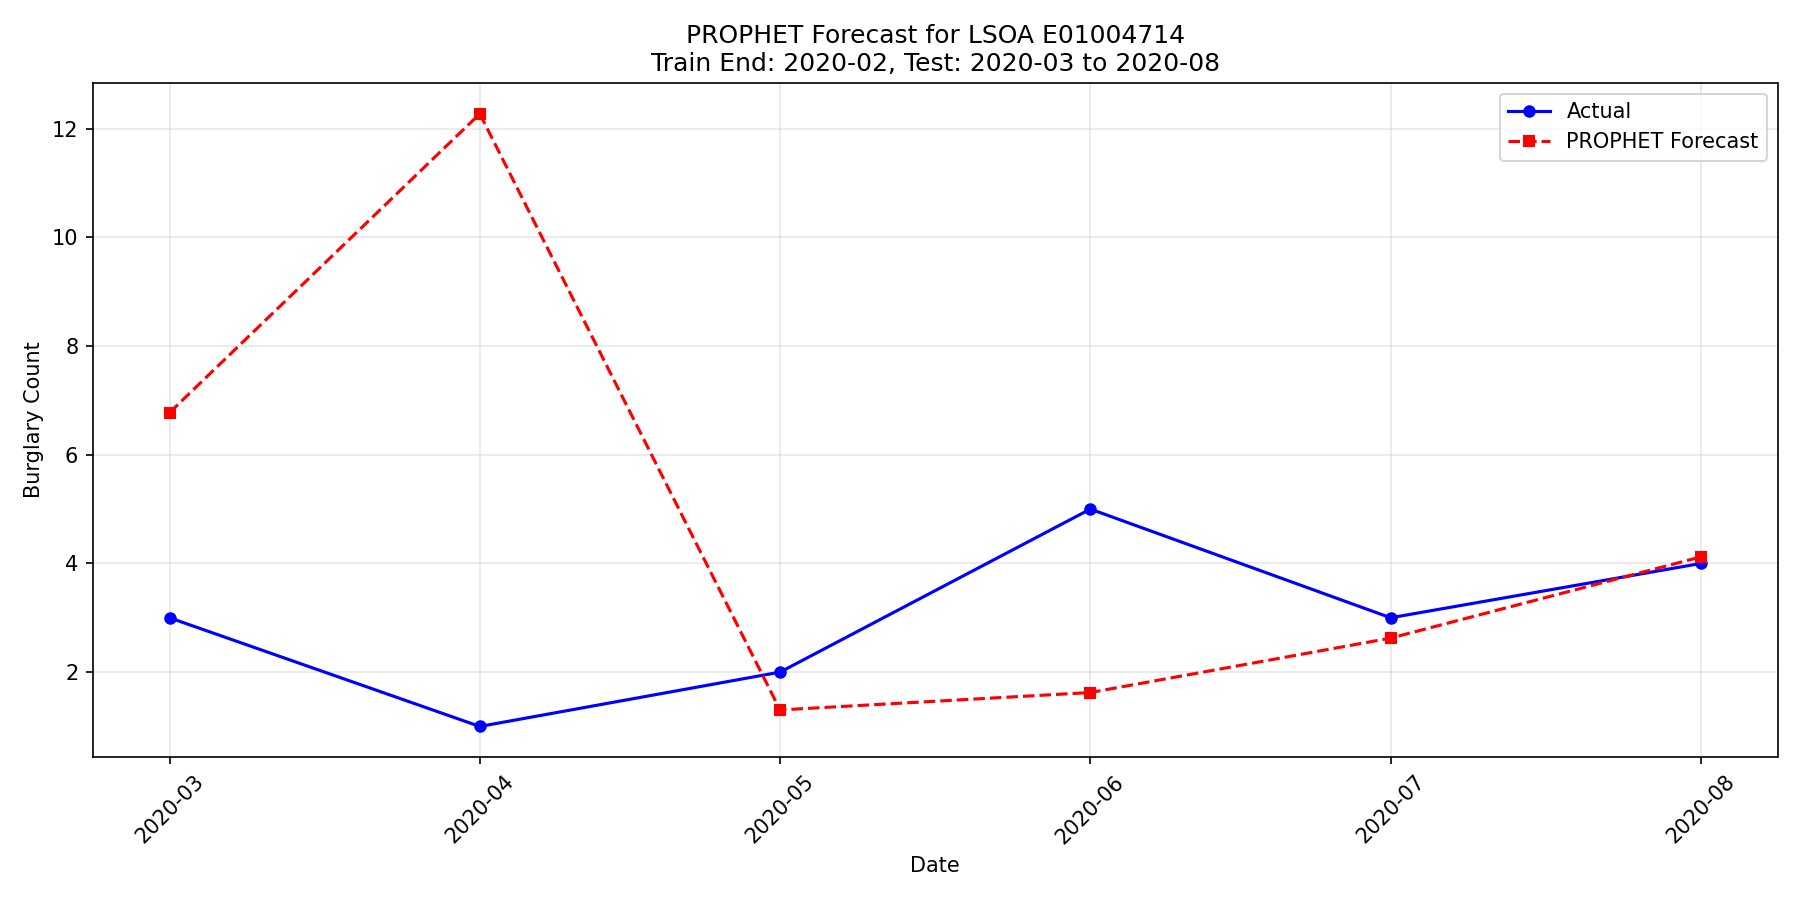 PROPHET Forecast for LSOA E01004714
Train End: 2020-02, Test: 2020-03 to 2020-08
Actual
PROPHET Forecast
Burglary Count
12
10
8
6
4
2
2020-03
2020-04
2020-05
2020-06
2020-07
2020-08
Date